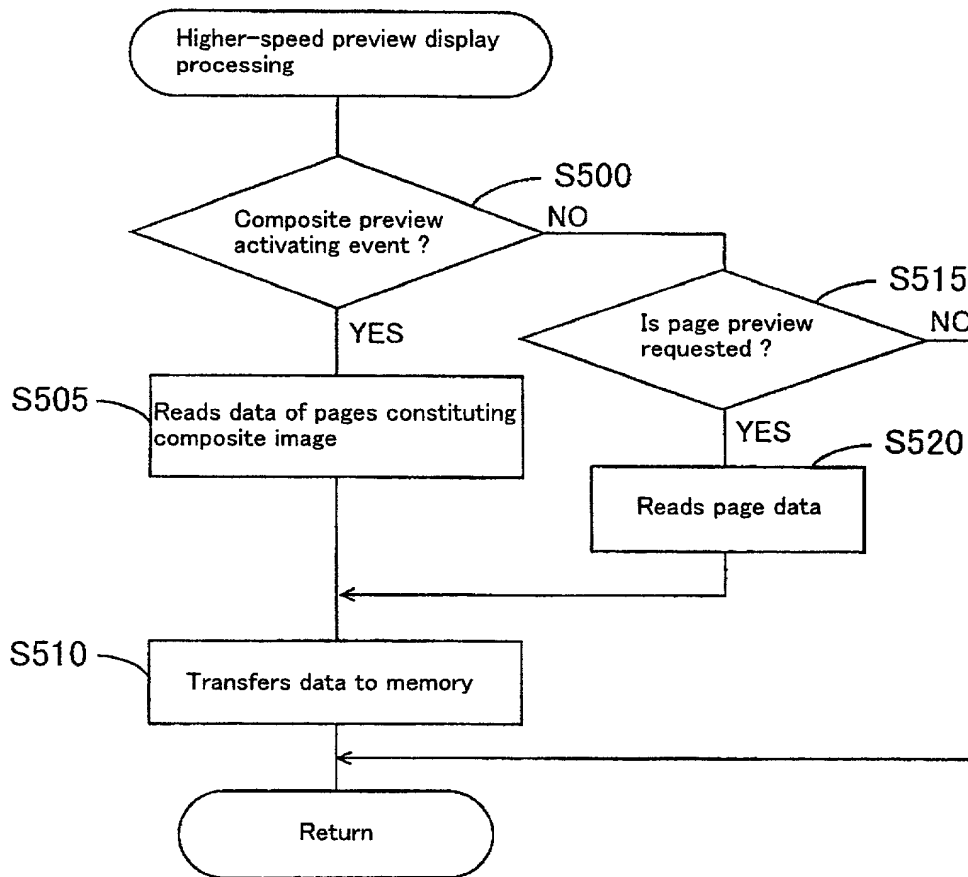 Higher-speed preview display
processing
S500
Composite preview
activating event ?
NO
S515
Is page preview
requested ?
NO
YES
S505
Reads data of pages constituting
composite image
YES
S520
Reads page data
S510
Transfers data to memory
Return